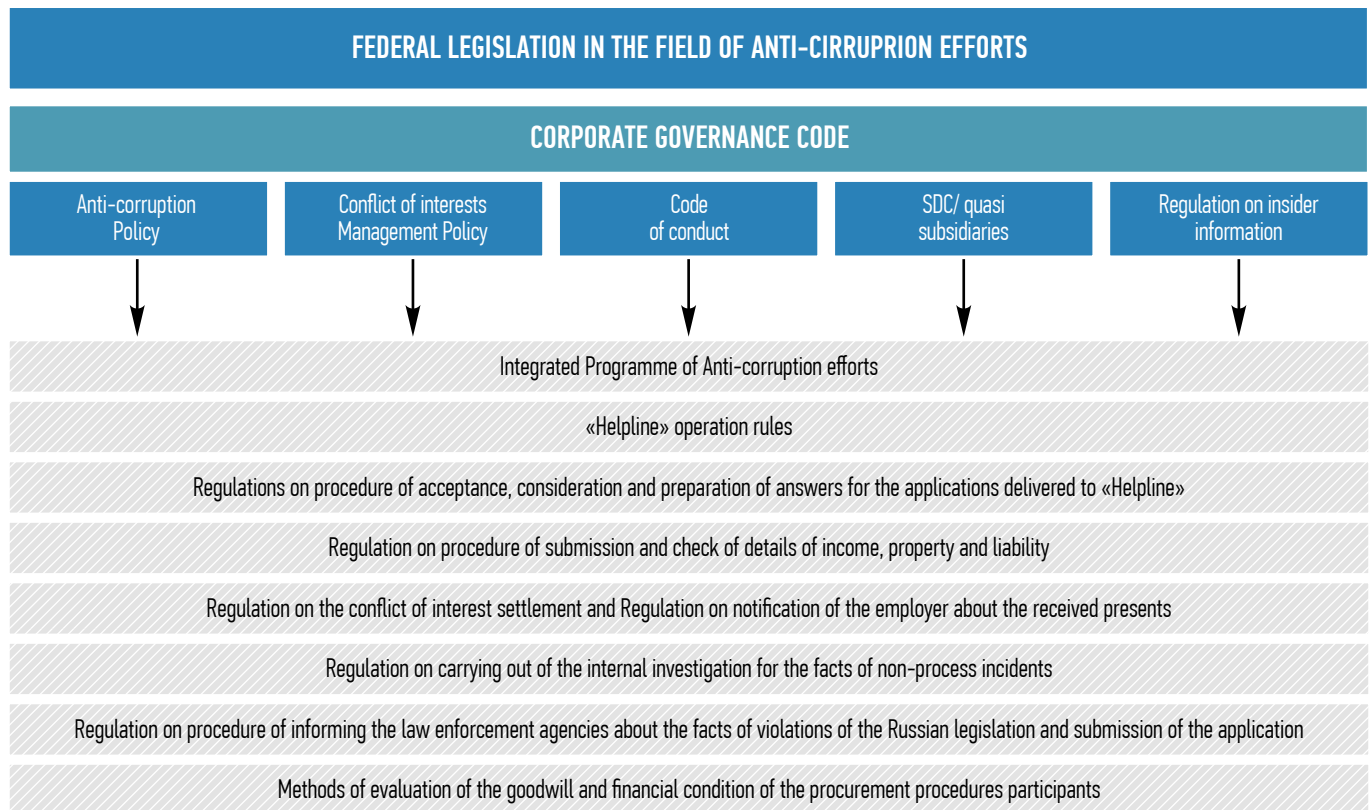 FEDERAL LEGISLATION IN THE FIELD OF ANTI-CIRRUPRION EFFORTS
CORPORATE GOVERNANCE CODE
Anti-corruption
Policy
Conflict of interests
Management Policy
Code
of conduct
SDC/ quasi
subsidiaries
Regulation on insider
information
Integrated Programme of Anti-corruption efforts
«Helpline» operation rules
Regulations on procedure of acceptance, consideration and preparation of answers for the applications delivered to «Helpline»
Regulation on procedure of submission and check of details of income, property and liability
Regulation on the conflict of interest settlement and Regulation on notification of the employer about the received presents
Regulation on carrying out of the internal investigation for the facts of non-process incidents
Regulation on procedure of informing the law enforcement agencies about the facts of violations of the Russian legislation and submission of the application
Methods of evaluation of the goodwill and financial condition of the procurement procedures participants